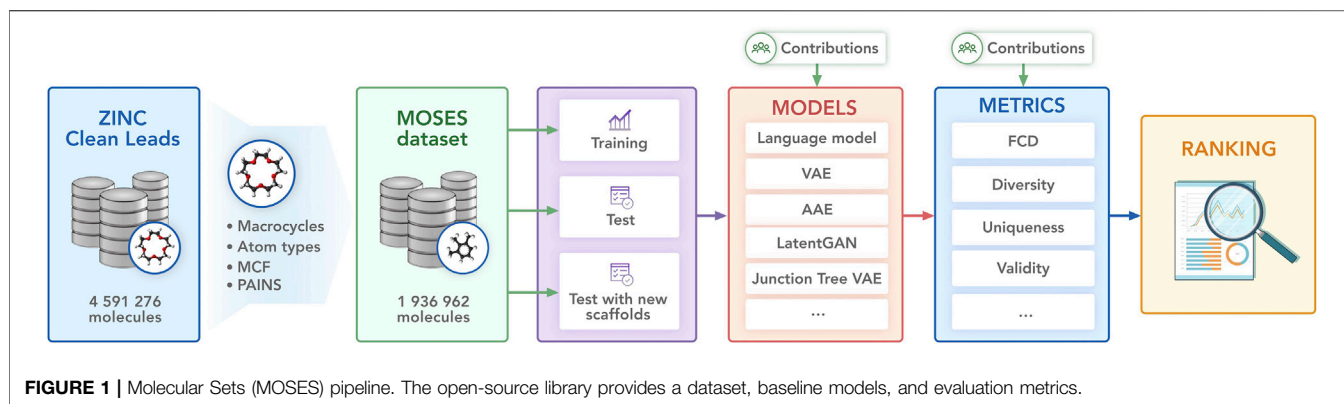 ZINC
Clean Leads
4 591 276
molecules
• Macrocycles
• Atom types
• MCF
• PAINS
MOSES
dataset
1 936 962
molecules
Training
Test
Test with new
scaffolds
Contributions
MODELS
Language model
VAE
AAE
LatentGAN
Junction Tree VAE
...
Contributions
METRICS
FCD
Diversity
Uniqueness
Validity
...
RANKING
FIGURE 1 | Molecular Sets (MOSES) pipeline. The open-source library provides a dataset, baseline models, and evaluation metrics.